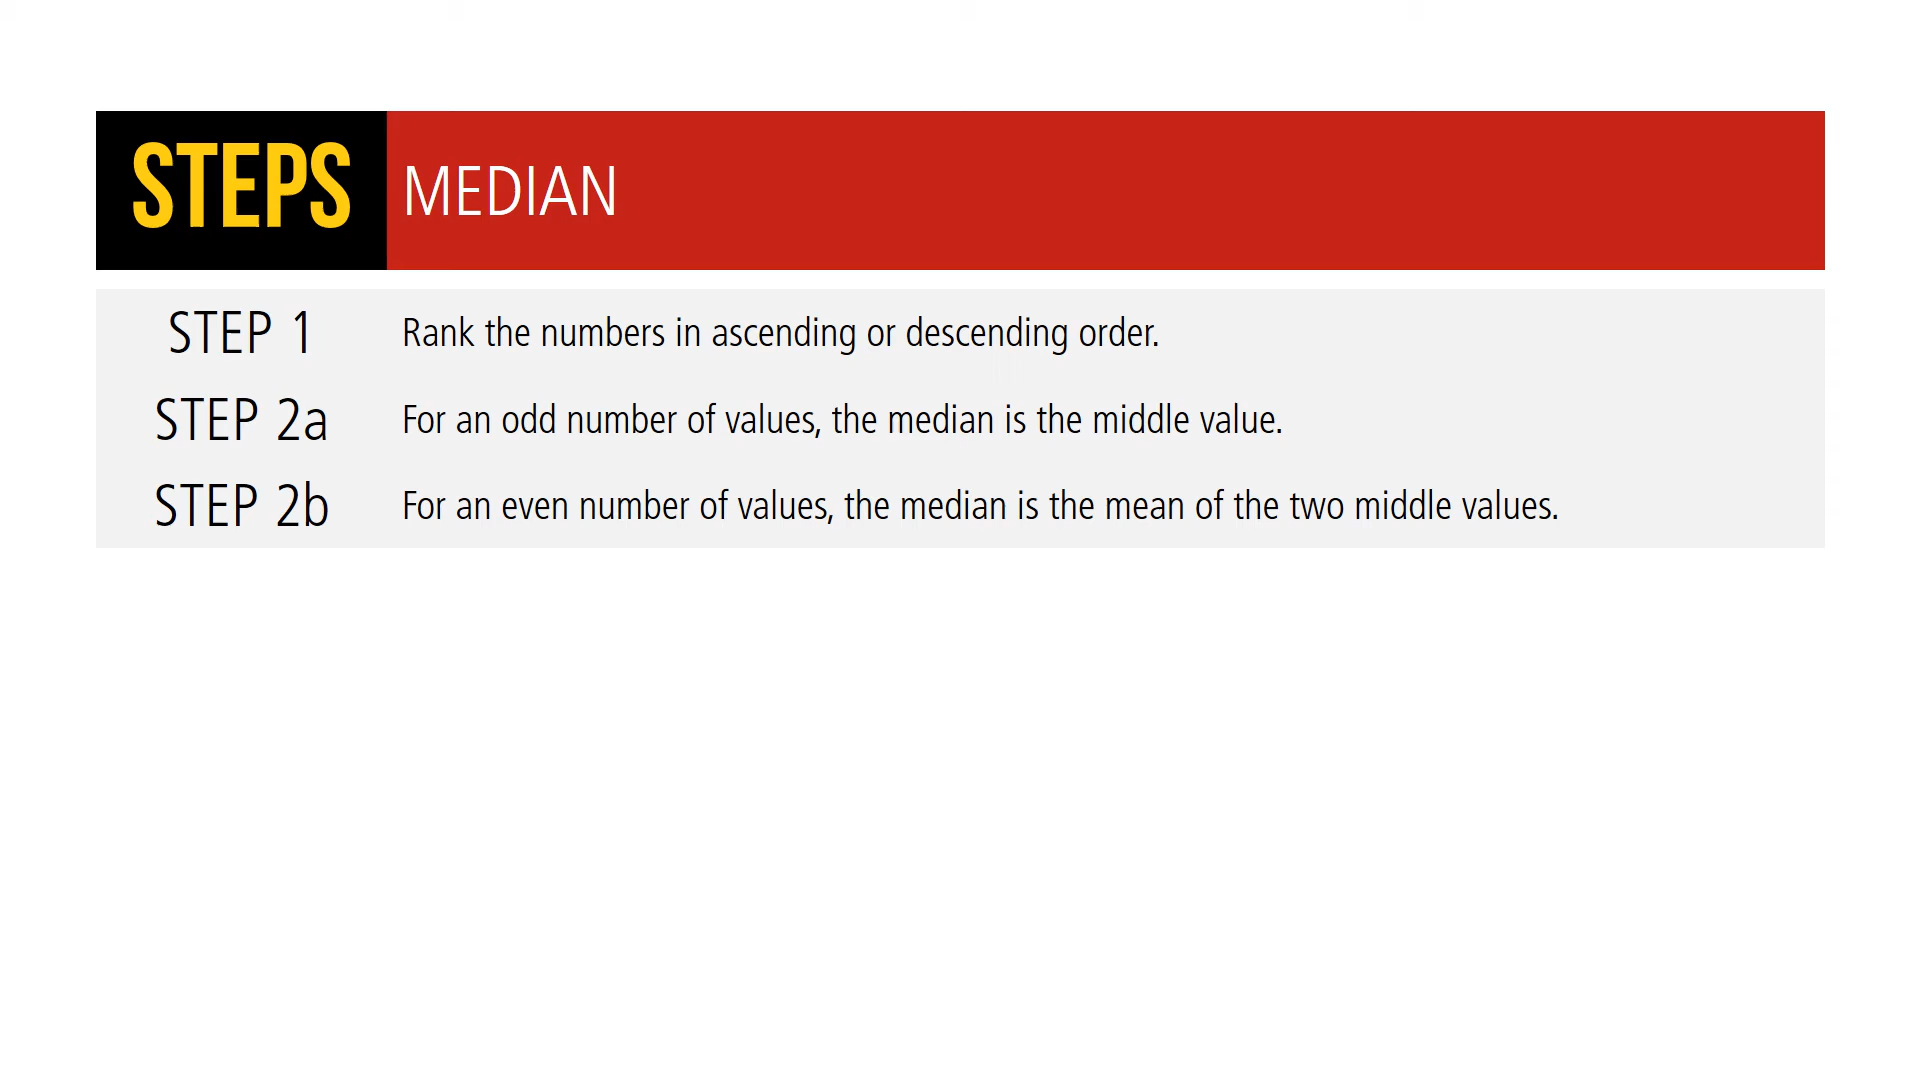 STEPS MEDIAN
STEP 1 Rank the numbers in ascending or descending order.
STEP 2a For an odd number of values, the median is the middle value.
STEP 2b For an even number of values, the median is the mean of the two middle values.